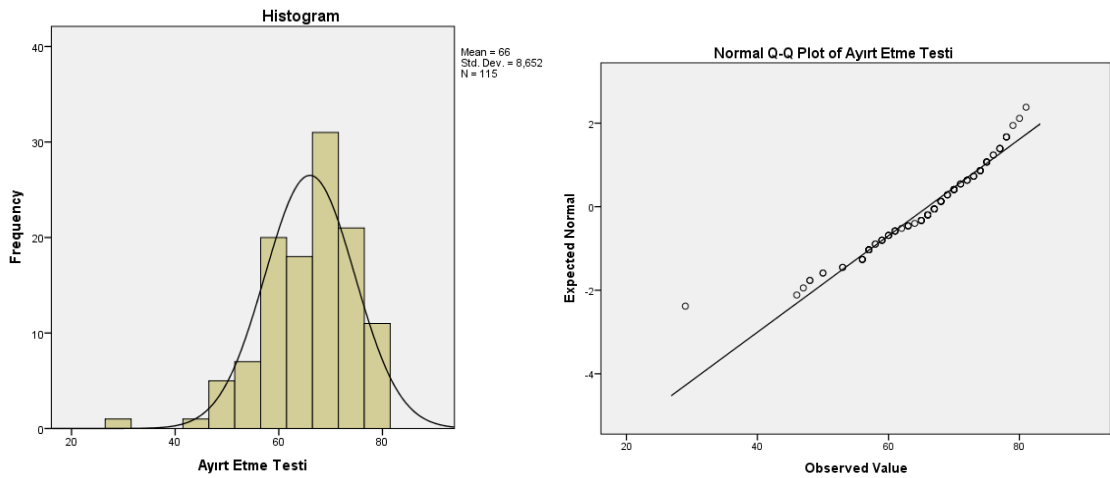 Histogram
Mean = 66
Std. Dev. = 8,652
N = 115
Frequency
40
30
20
10
0
20 40 60 80
Ayırt Etme Testi
Normal Q-Q Plot of Ayırt Etme Testi
Expected Normal
2
0
-2
-4
20 40 60 80
Observed Value